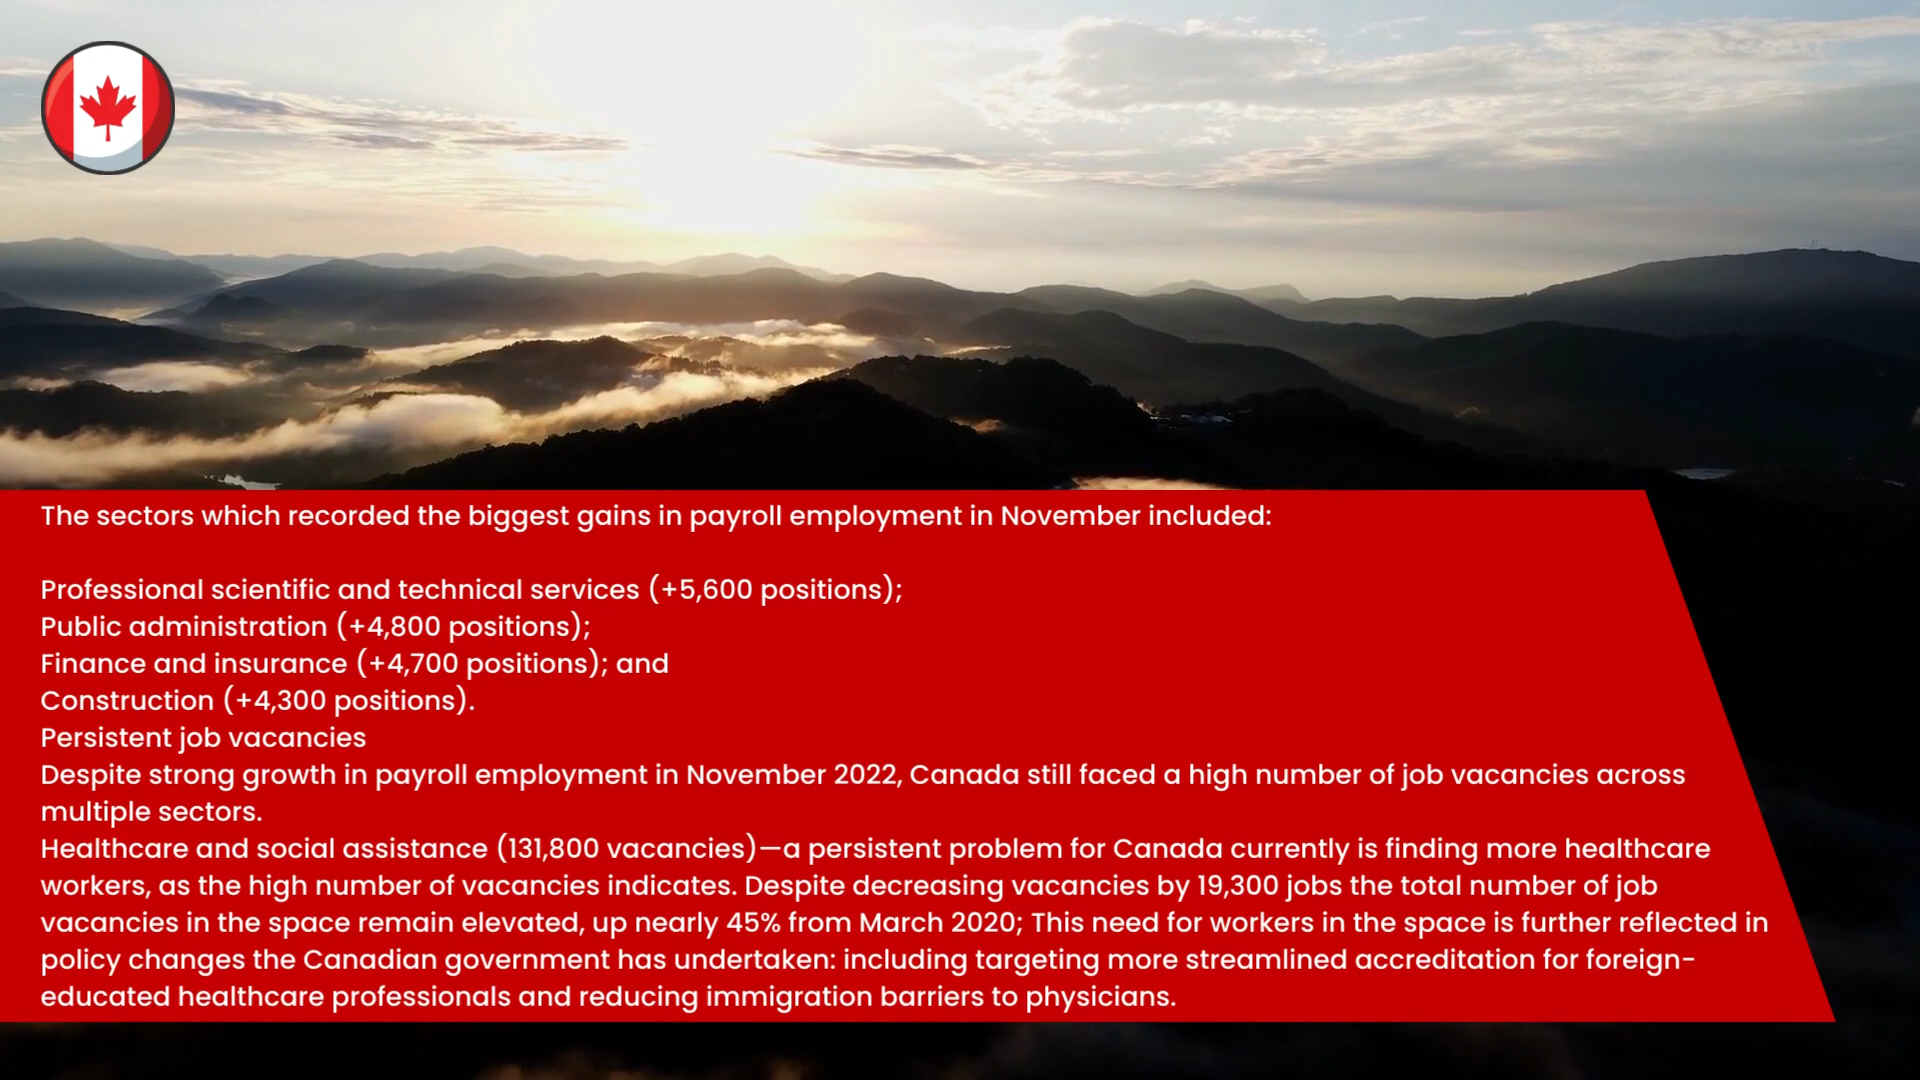 The sectors which recorded the biggest gains in payroll employment in November included:
Professional scientific and technical services (+5,600 positions);
Public administration (+4,800 positions);
Finance and insurance (+4,700 positions); and
Construction (+4,300 positions).
Persistent job vacancies
Despite strong growth in payroll employment in November 2022, Canada still faced a high number of job vacancies across
multiple sectors.
Healthcare and social assistance (131,800 vacancies)—a persistent problem for Canada currently is finding more healthcare
workers, as the high number of vacancies indicates. Despite decreasing vacancies by 19,300 jobs the total number of job
vacancies in the space remain elevated, up nearly 45% from March 2020; This need for workers in the space is further reflected in
policy changes the Canadian government has undertaken: including targeting more streamlined accreditation for foreign-
educated healthcare professionals and reducing immigration barriers to physicians.